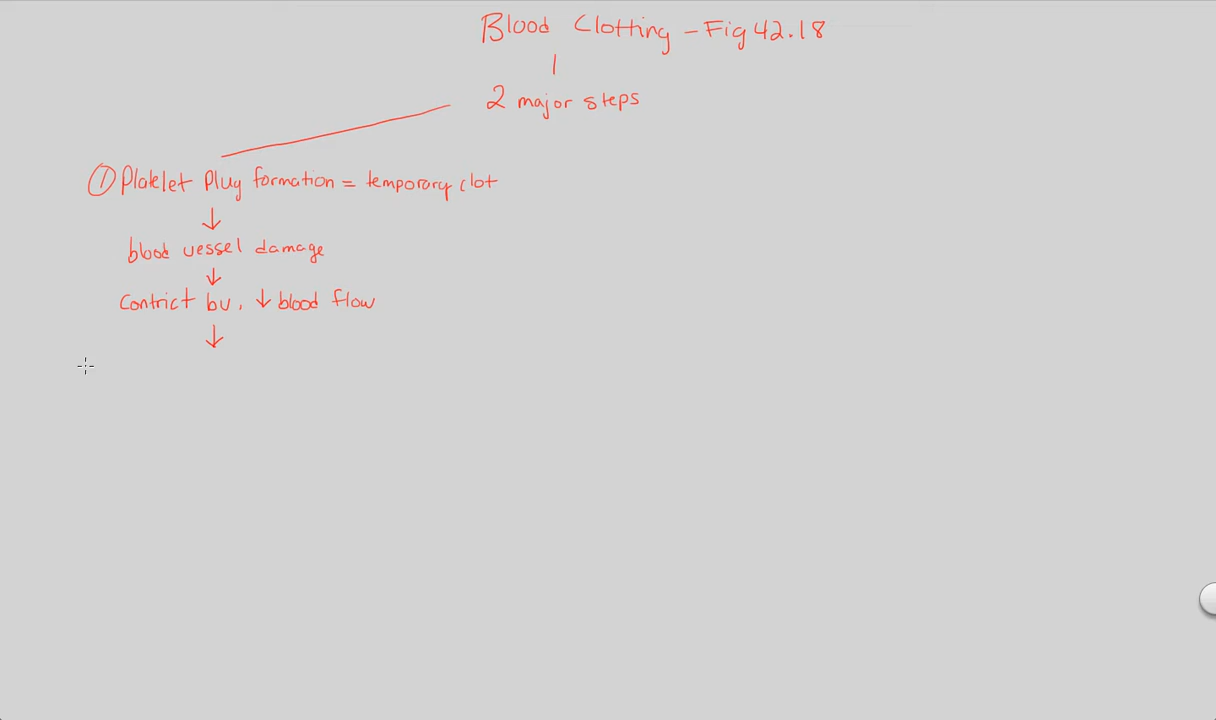 Blood Clotting - Fig 42.18
2 major steps
① Platelet Plug formation = temporary clot
↓
blood vessel damage
↓
Contrict bv, ↓ blood flow
↓